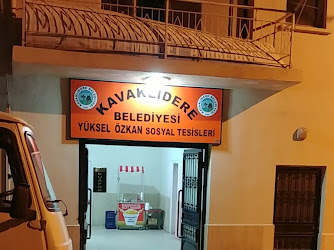 KAVAKLIDERE
BELEDİYESİ
YÜKSEL ÖZKAN SOSYAL TESİSLERİ